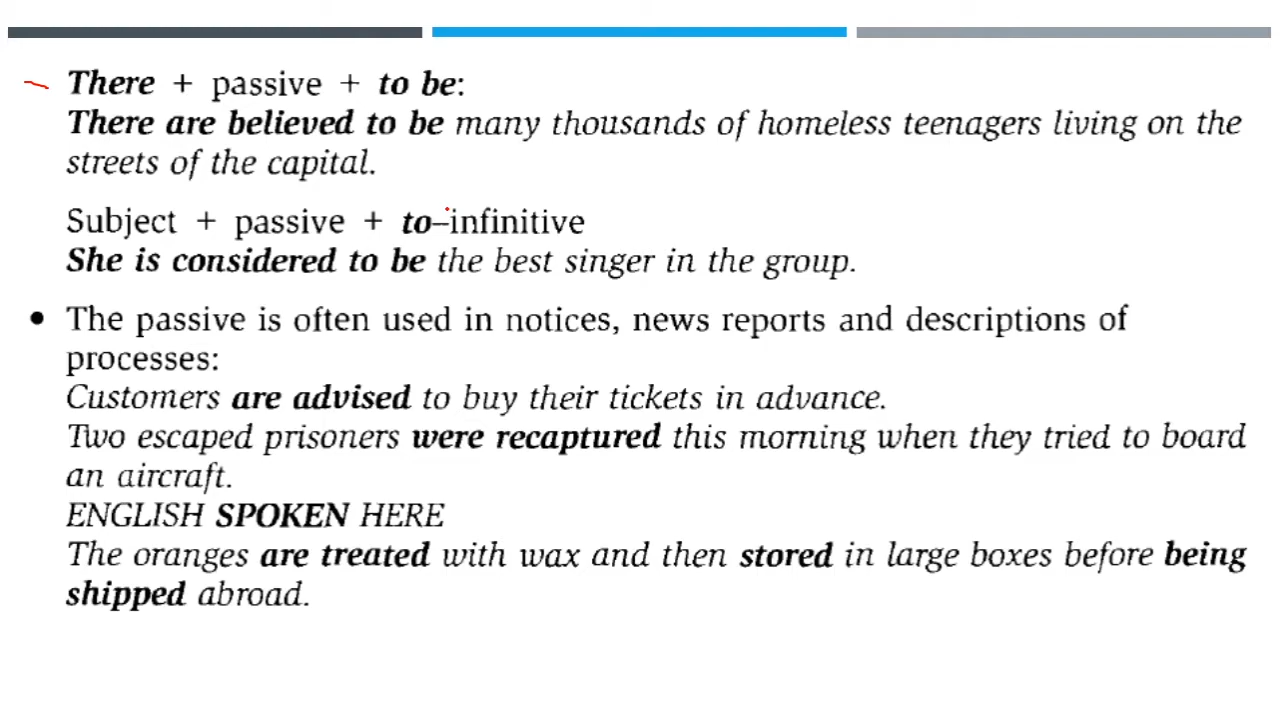 There + passive + to be:
There are believed to be many thousands of homeless teenagers living on the
streets of the capital.
Subject + passive + to–infinitive
She is considered to be the best singer in the group.
• The passive is often used in notices, news reports and descriptions of
processes:
Customers are advised to buy their tickets in advance.
Two escaped prisoners were recaptured this morning when they tried to board
an aircraft.
ENGLISH SPOKEN HERE
The oranges are treated with wax and then stored in large boxes before being
shipped abroad.